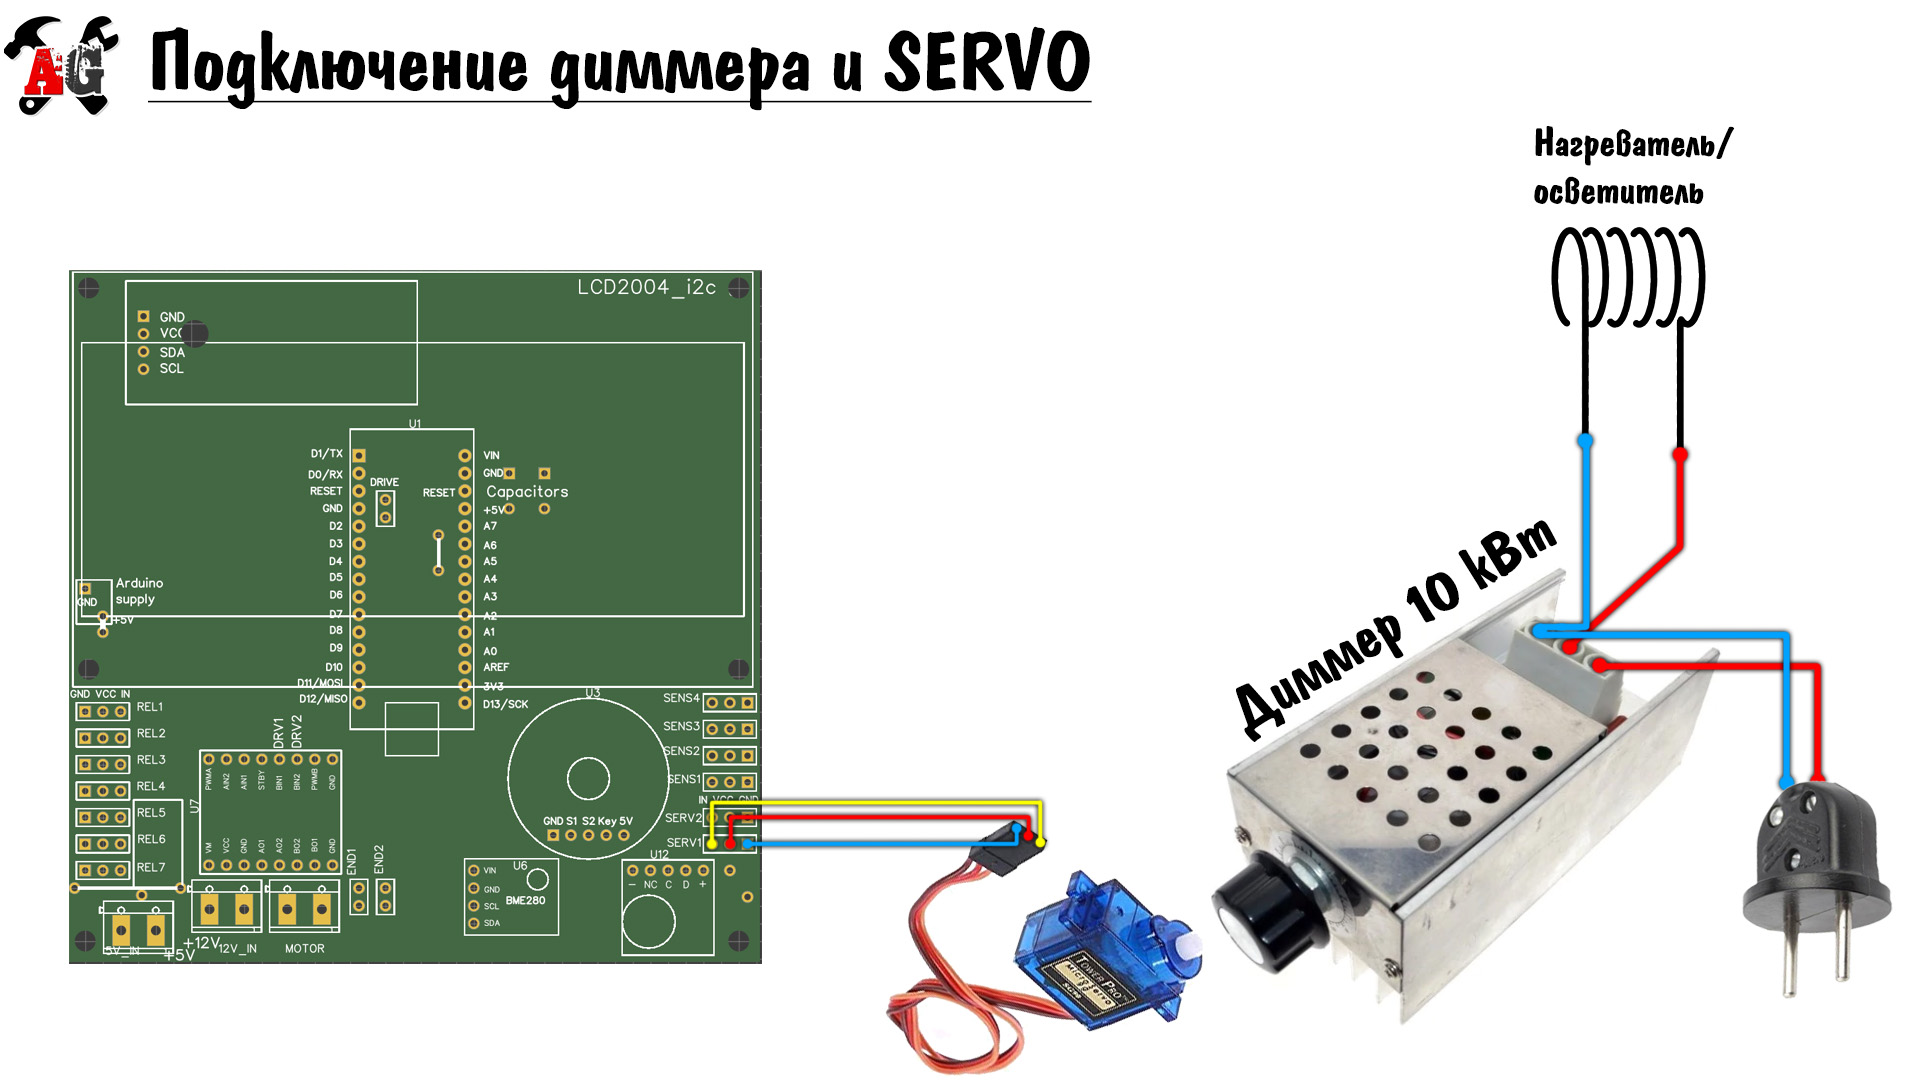 AG
Подключение диммера и SERVO
Нагреватель/
осветитель
LCD2004_i2c
GND
VCC
SDA
SCL
U1
D1/TX
D0/RX
RESET
GND
D2
D3
D4
D5
D6
D7
D8
D9
D10
D11/MOSI
D12/MISO
DRIVE
VIN
GND
RESET
+5V
A7
A6
A5
A4
A3
A2
A1
A0
AREF
3V3
D13/SCK
Capacitors
Arduino
supply
GND
+5V
GND VCC IN
REL1
REL2
REL3
REL4
REL5
REL6
REL7
DRV1
DRV2
U7
PWMA AIN2 AIN1 STBY BIN1 BIN2 PWMB GND
VM VCC GND AO1 AO2 BO2 BO1 GND
END1
END2
5V_IN
+5V
+12V
12V_IN
MOTOR
U3
GND S1 S2 Key 5V
SENS4
SENS3
SENS2
SENS1
IN VCC GND
SERV2
SERV1
U6
VIN
GND
SCL
SDA
BME280
U12
− NC C D +
Диммер 10 кВт
Tower Pro
Micro Servo
SG90